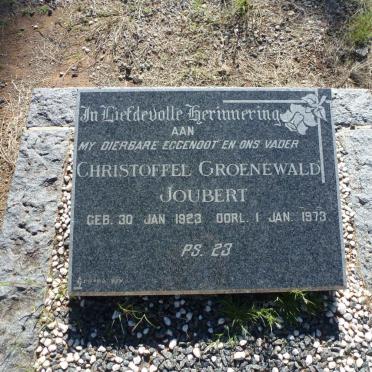 In Liefdevolle Herinnering
AAN
MY DIERBARE EGGENOOT EN ONS VADER
CHRISTOFFEL GROENEWALD
JOUBERT
GEB. 30 JAN 1923 OORL. 1 JAN. 1973
PS. 23